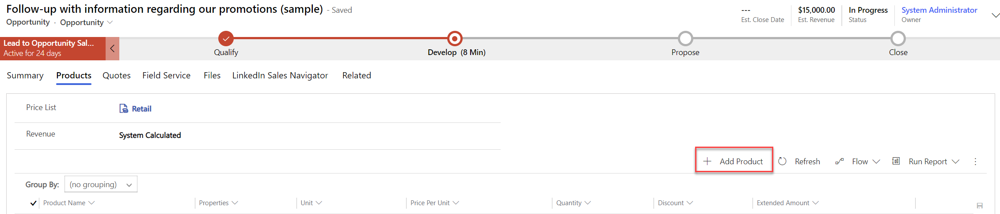 Follow-up with information regarding our promotions (sample) - Saved
Opportunity · Opportunity
--- $15,000.00 In Progress System Administrator
Est. Close Date Est. Revenue Status Owner
Lead to Opportunity Sal...
Active for 24 days
Qualify Develop (8 Min) Propose Close
Summary Products Quotes Field Service Files LinkedIn Sales Navigator Related
Price List Retail
Revenue System Calculated
+ Add Product Refresh Flow Run Report
Group By: (no grouping)
Product Name Properties Unit Price Per Unit Quantity Discount Extended Amount